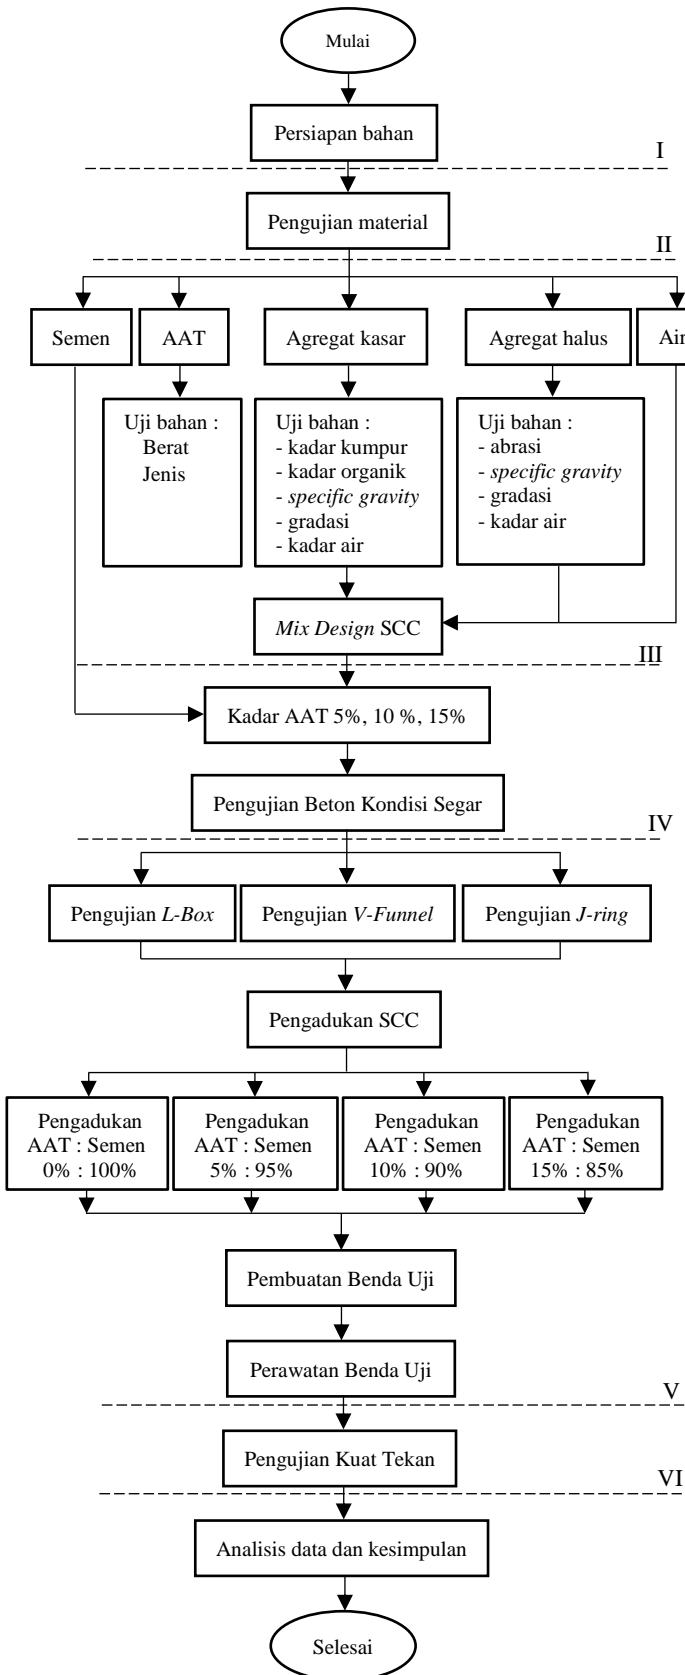 Mulai
Persiapan bahan
I
Pengujian material
II
Semen
AAT
Agregat kasar
Agregat halus
Air
Uji bahan :
Berat
Jenis
Uji bahan :
- kadar kumpur
- kadar organik
- specific gravity
- gradasi
- kadar air
Uji bahan :
- abrasi
- specific gravity
- gradasi
- kadar air
Mix Design SCC
III
Kadar AAT 5%, 10 %, 15%
Pengujian Beton Kondisi Segar
IV
Pengujian L-Box
Pengujian V-Funnel
Pengujian J-ring
Pengadukan SCC
Pengadukan
AAT : Semen
0% : 100%
Pengadukan
AAT : Semen
5% : 95%
Pengadukan
AAT : Semen
10% : 90%
Pengadukan
AAT : Semen
15% : 85%
Pembuatan Benda Uji
Perawatan Benda Uji
V
Pengujian Kuat Tekan
VI
Analisis data dan kesimpulan
Selesai